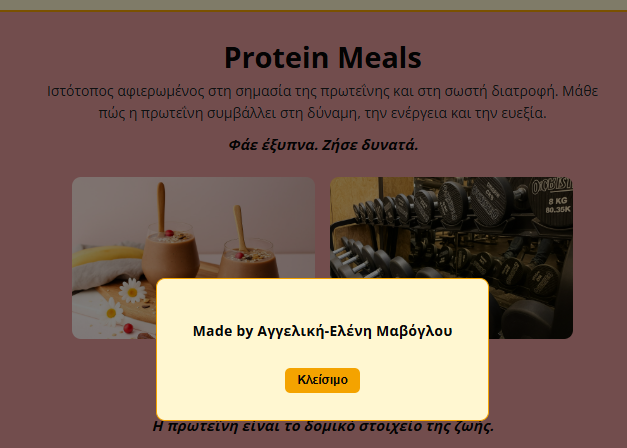 Protein Meals
Ιστότοπος αφιερωμένος στη σημασία της πρωτεΐνης και στη σωστή διατροφή. Μάθε
πώς η πρωτεΐνη συμβάλλει στη δύναμη, την ενέργεια και την ευεξία.
Φάε έξυπνα. Ζήσε δυνατά.
8 KG
80.35K
Made by Αγγελική-Ελένη Μαβόγλου
Κλείσιμο
Η πρωτεΐνη είναι το δομικό στοιχείο της ζωής.